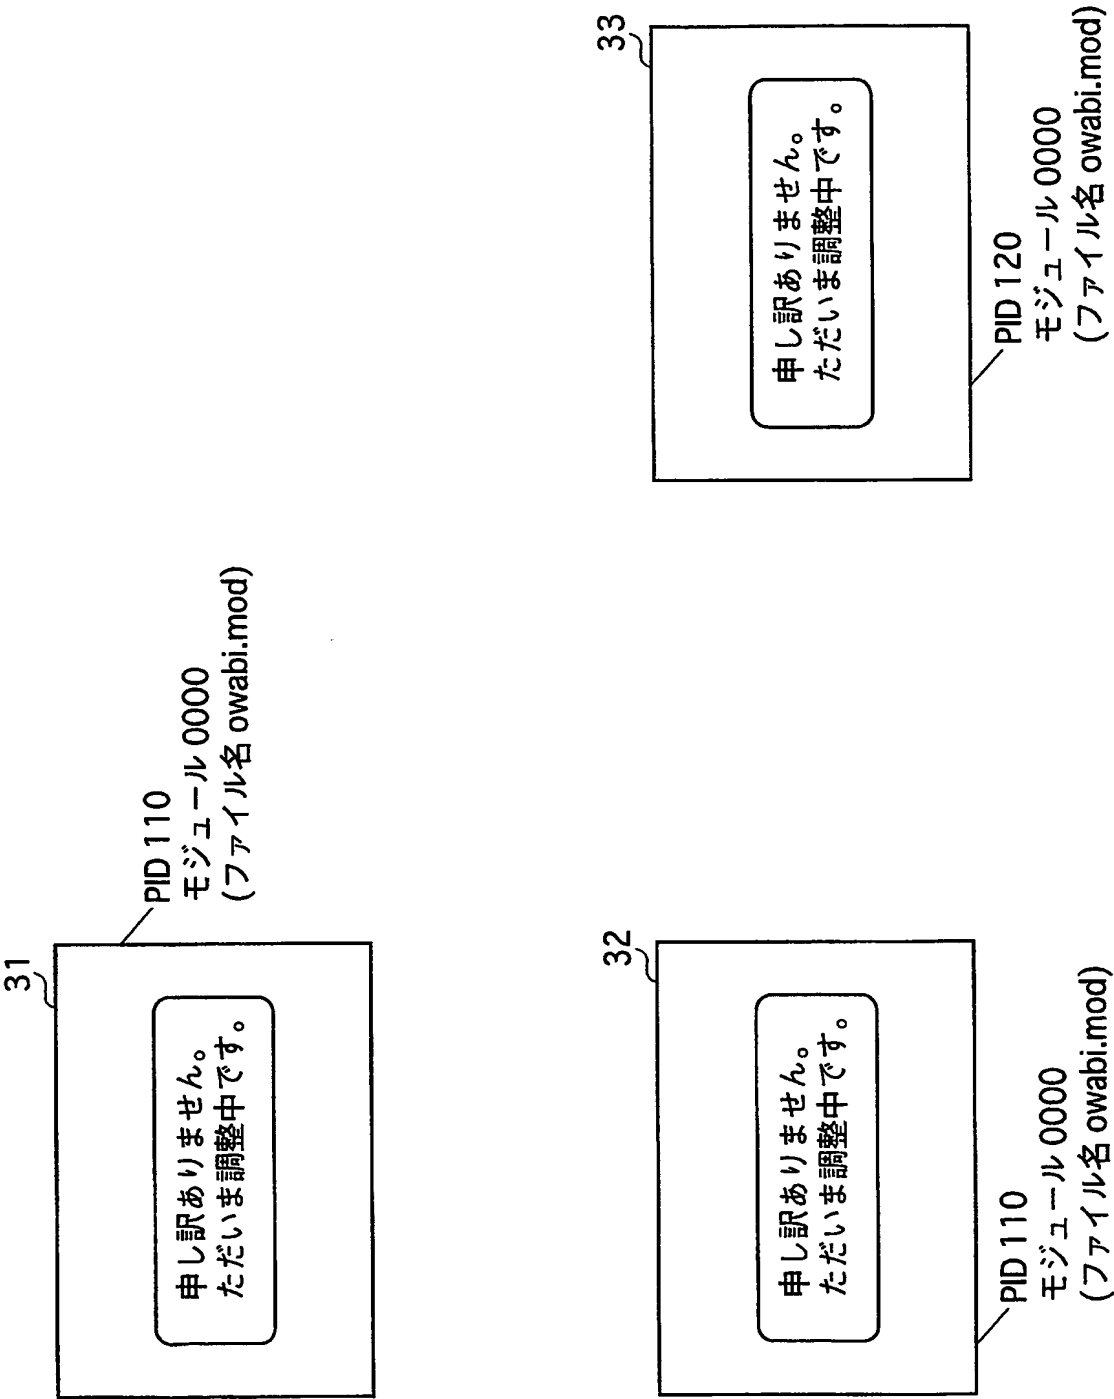 31
申し訳ありません。
ただいま調整中です。
PID 110
モジュール 0000
(ファイル名 owabi.mod)
32
申し訳ありません。
ただいま調整中です。
PID 110
モジュール 0000
(ファイル名 owabi.mod)
33
申し訳ありません。
ただいま調整中です。
PID 120
モジュール 0000
(ファイル名 owabi.mod)